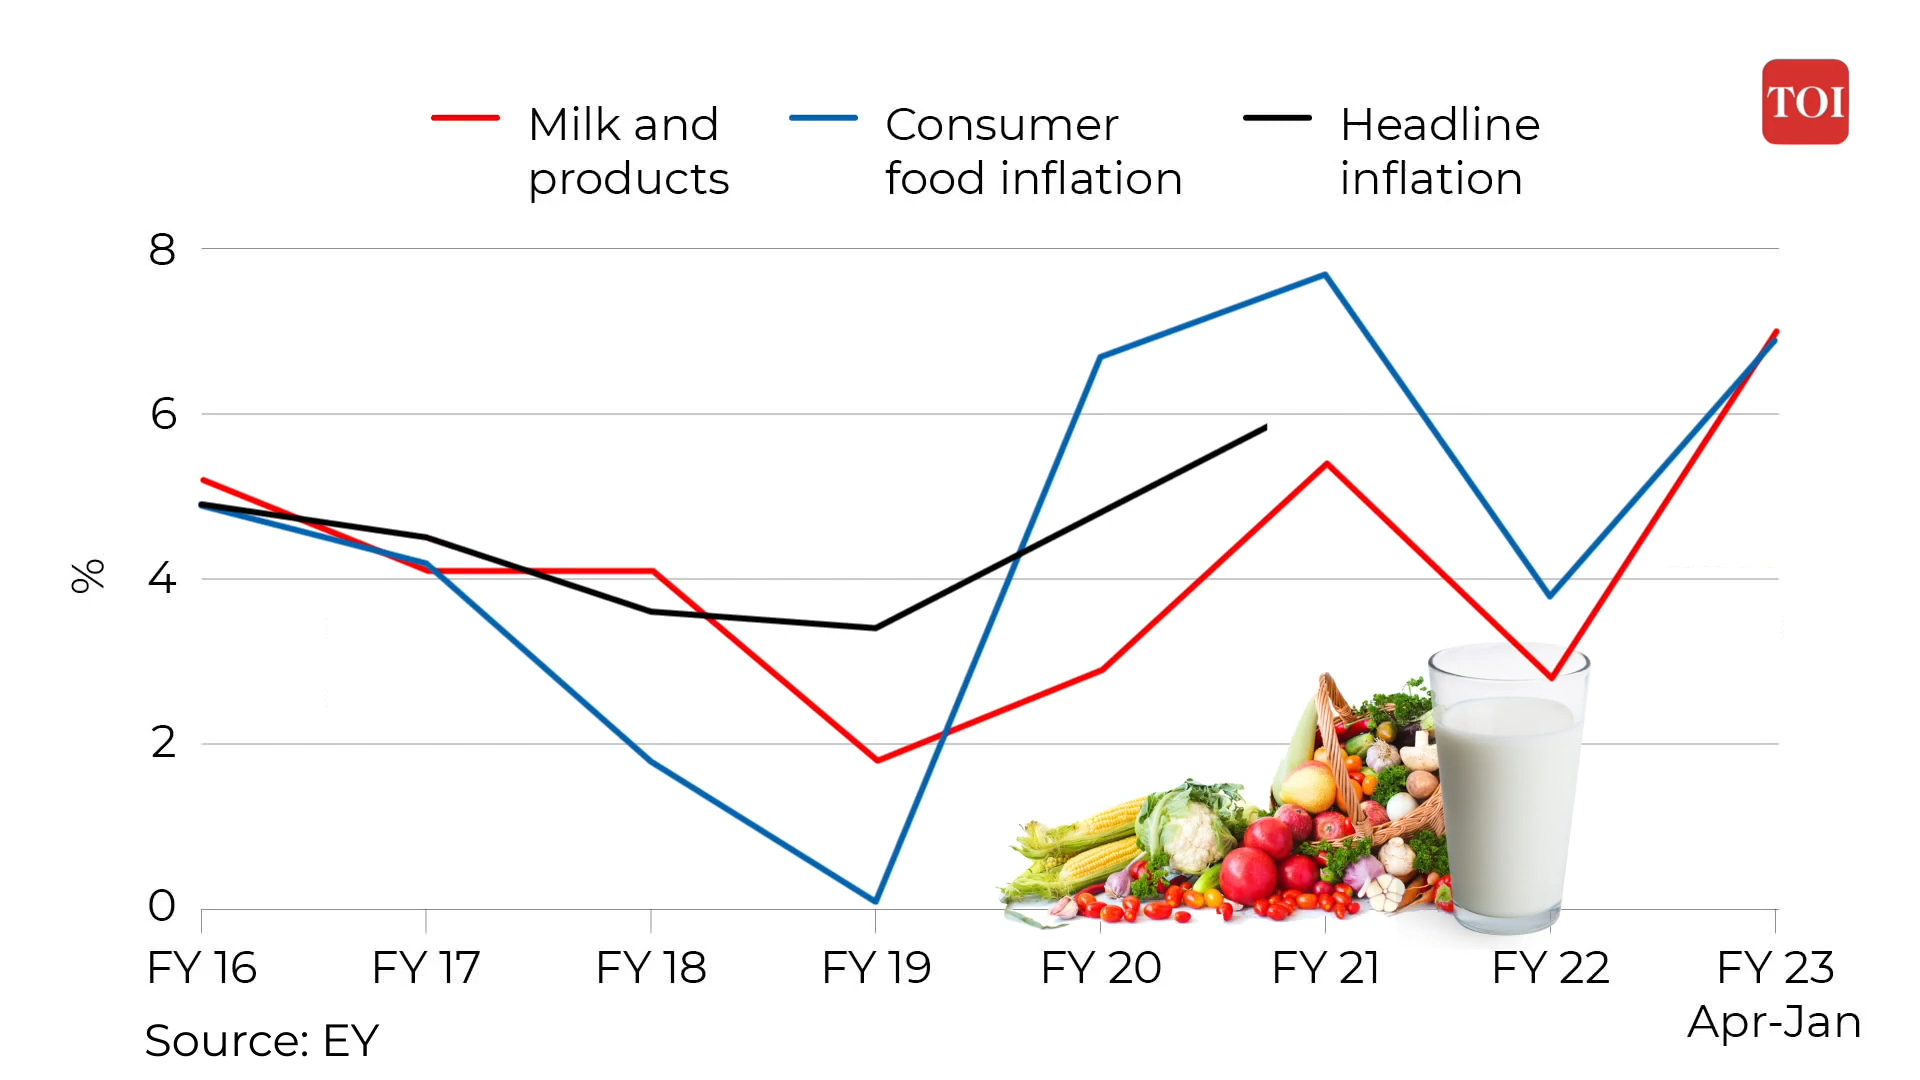 TOI
Milk and
products
Consumer
food inflation
Headline
inflation
8
6
4
2
0
%
FY 16
FY 17
FY 18
FY 19
FY 20
FY 21
FY 22
FY 23
Apr-Jan
Source: EY